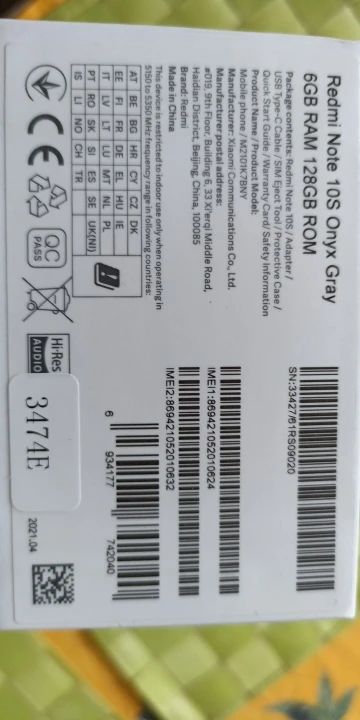 Redmi Note 10S Onyx Gray
6GB RAM 128GB ROM
Package contents: Redmi Note 10S / Adapter /
USB Type-C Cable / SIM Eject Tool / Protective Case /
Quick Start Guide / Warranty Card/ Safety Information
Product Name / Product Model:
Mobile phone / M2101K7BNY
Manufacturer: Xiaomi Communications Co., Ltd.
Manufacturer postal address:
#019, 9th Floor, Building 6, 33 Xi'erqi Middle Road,
Haidian District, Beijing, China, 100085
Brand: Redmi
Made in China
This device is restricted to indoor use only when operating in
5150 to 5350 MHz frequency range in following countries:
AT BE BG HR CY CZ DK
EE FI FR DE EL HU IE
IT LV LT LU MT NL PL
PT RO SK SI ES SE UK(NI)
IS LI NO CH TR
SN:33427/61RS09020
IMEI1:869421052010624
IMEI2:869421052010632
6 934177 742040
CE
QC
PASS
Hi-Res
AUDIO
3474E
2021.04